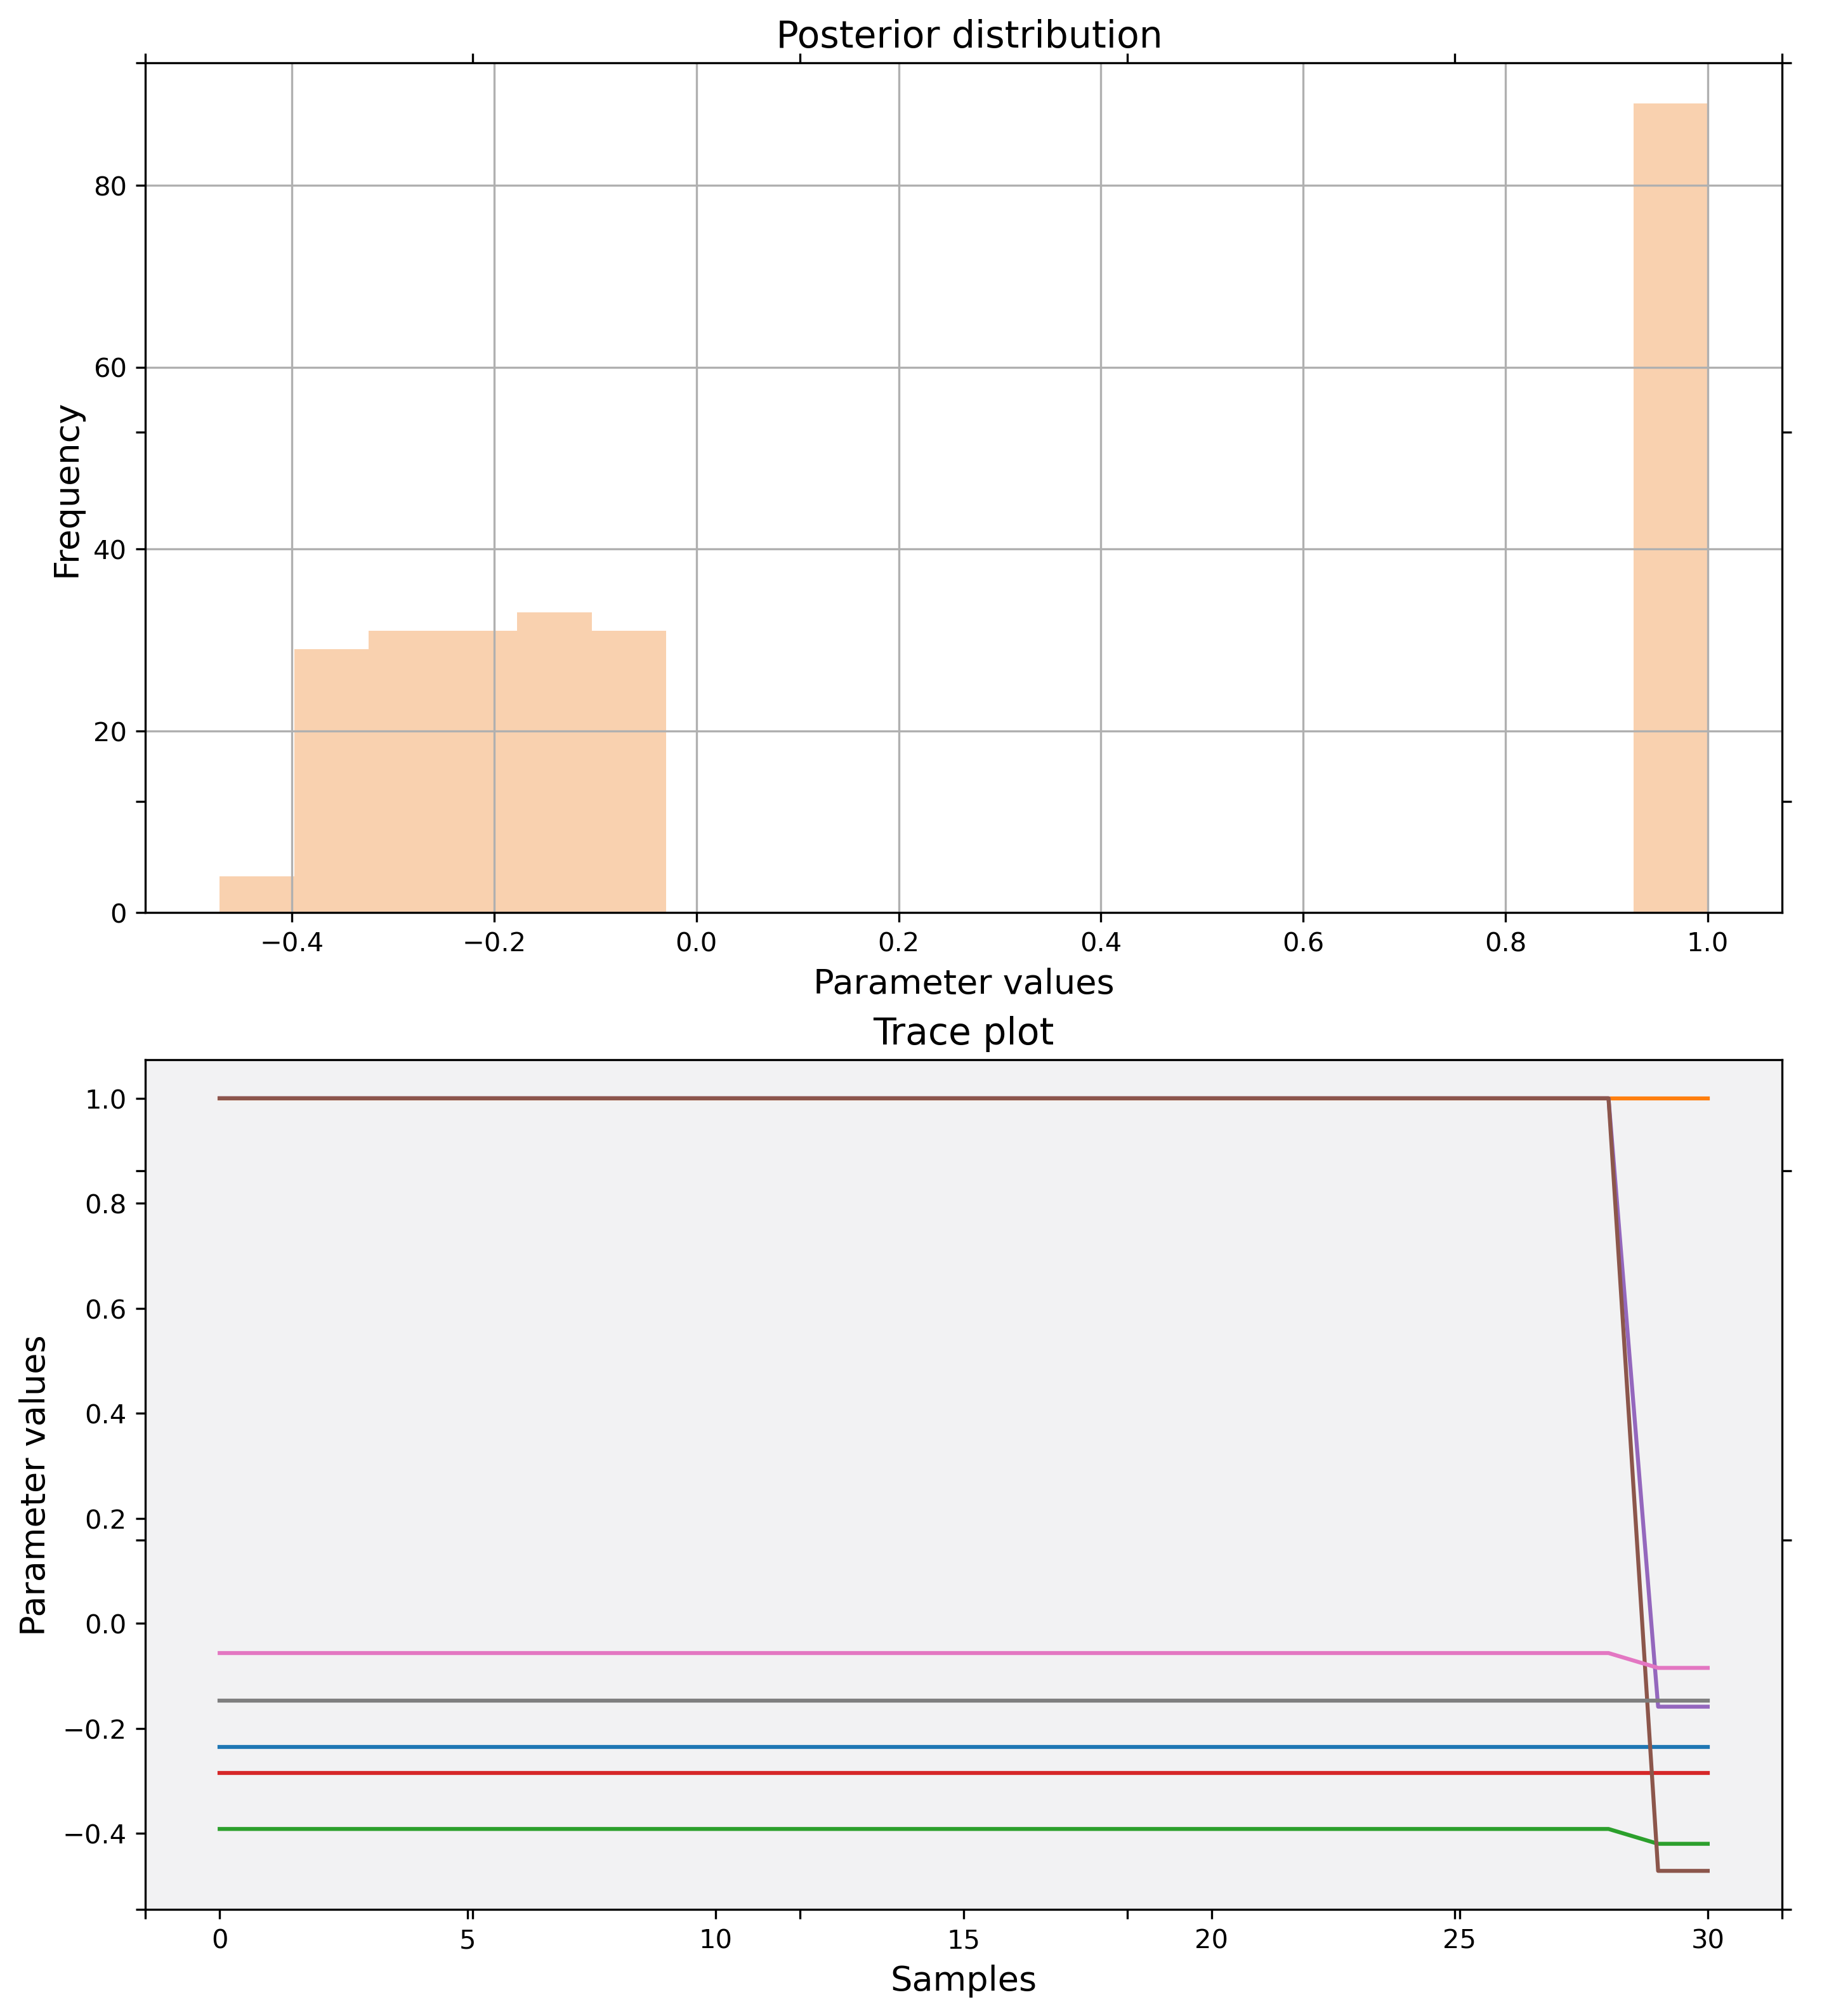 Posterior distribution
80
60
40
20
0
Frequency
−0.4 −0.2 0.0 0.2 0.4 0.6 0.8 1.0
Parameter values
Trace plot
1.0
0.8
0.6
0.4
0.2
0.0
−0.2
−0.4
Parameter values
0 5 10 15 20 25 30
Samples